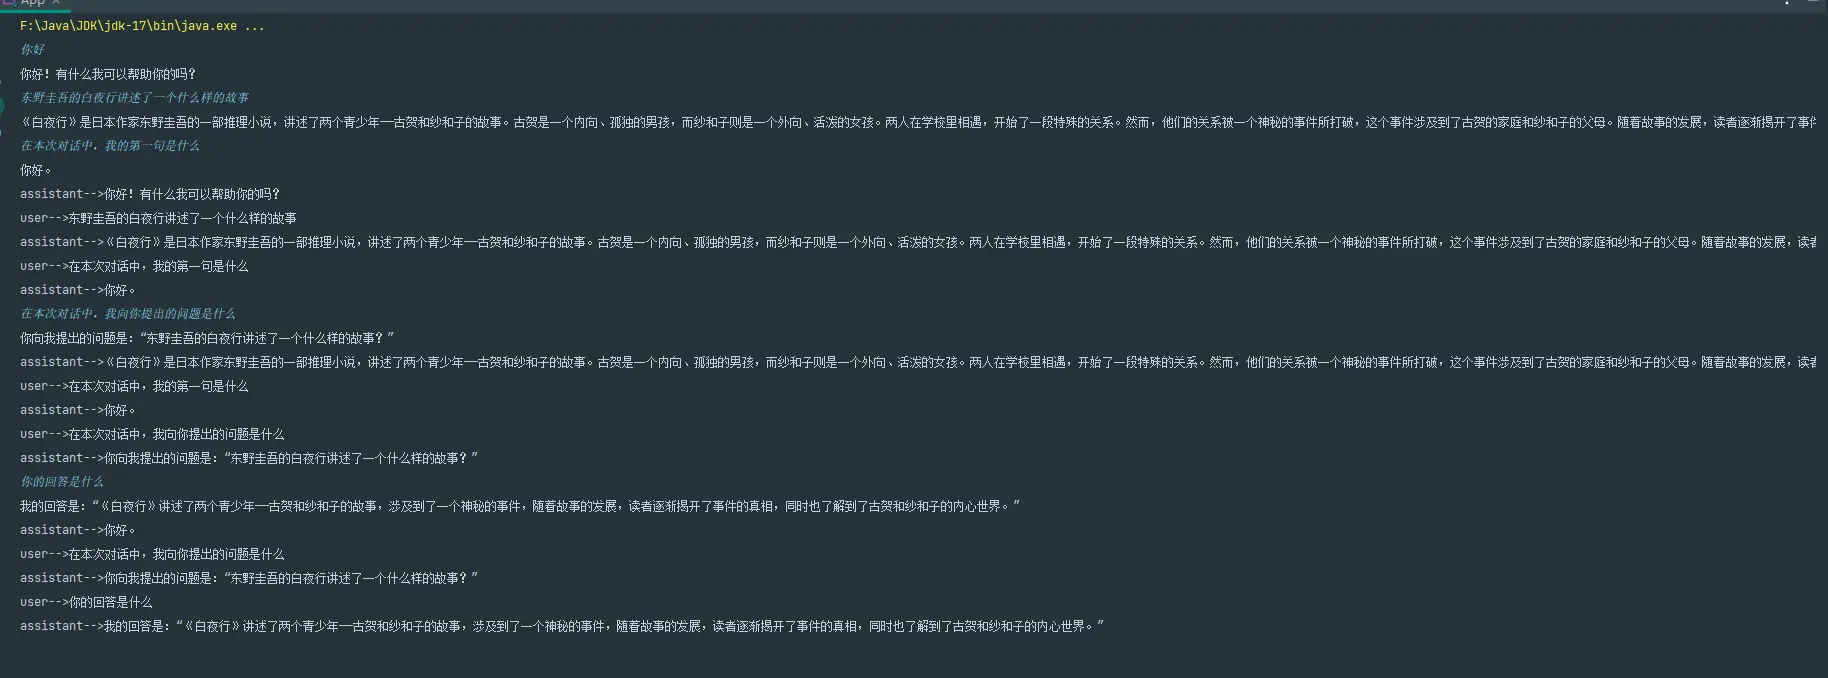 App
F:\Java\JDK\jdk-17\bin\java.exe ...
你好
你好！有什么我可以帮助你的吗？
东野圭吾的白夜行讲述了一个什么样的故事
《白夜行》是日本作家东野圭吾的一部推理小说，讲述了两个青少年——古贺和纱和子的故事。古贺是一个内向、孤独的男孩，而纱和子则是一个外向、活泼的女孩。两人在学校里相遇，开始了一段特殊的关系。然而，他们的关系被一个神秘的事件所打破，这个事件涉及到了古贺的家庭和纱和子的父母。随着故事的发展，读者逐渐揭开了事
在本次对话中，我的第一句是什么
你好。
assistant-->你好！有什么我可以帮助你的吗？
user-->东野圭吾的白夜行讲述了一个什么样的故事
assistant-->《白夜行》是日本作家东野圭吾的一部推理小说，讲述了两个青少年——古贺和纱和子的故事。古贺是一个内向、孤独的男孩，而纱和子则是一个外向、活泼的女孩。两人在学校里相遇，开始了一段特殊的关系。然而，他们的关系被一个神秘的事件所打破，这个事件涉及到了古贺的家庭和纱和子的父母。随着故事的发展，读
user-->在本次对话中，我的第一句是什么
assistant-->你好。
在本次对话中，我向你提出的问题是什么
你向我提出的问题是：“东野圭吾的白夜行讲述了一个什么样的故事？”
assistant-->《白夜行》是日本作家东野圭吾的一部推理小说，讲述了两个青少年——古贺和纱和子的故事。古贺是一个内向、孤独的男孩，而纱和子则是一个外向、活泼的女孩。两人在学校里相遇，开始了一段特殊的关系。然而，他们的关系被一个神秘的事件所打破，这个事件涉及到了古贺的家庭和纱和子的父母。随着故事的发展，读
user-->在本次对话中，我的第一句是什么
assistant-->你好。
user-->在本次对话中，我向你提出的问题是什么
assistant-->你向我提出的问题是：“东野圭吾的白夜行讲述了一个什么样的故事？”
你的回答是什么
我的回答是：“《白夜行》讲述了两个青少年——古贺和纱和子的故事，涉及到了一个神秘的事件，随着故事的发展，读者逐渐揭开了事件的真相，同时也了解到了古贺和纱和子的内心世界。”
assistant-->你好。
user-->在本次对话中，我向你提出的问题是什么
assistant-->你向我提出的问题是：“东野圭吾的白夜行讲述了一个什么样的故事？”
user-->你的回答是什么
assistant-->我的回答是：“《白夜行》讲述了两个青少年——古贺和纱和子的故事，涉及到了一个神秘的事件，随着故事的发展，读者逐渐揭开了事件的真相，同时也了解到了古贺和纱和子的内心世界。”